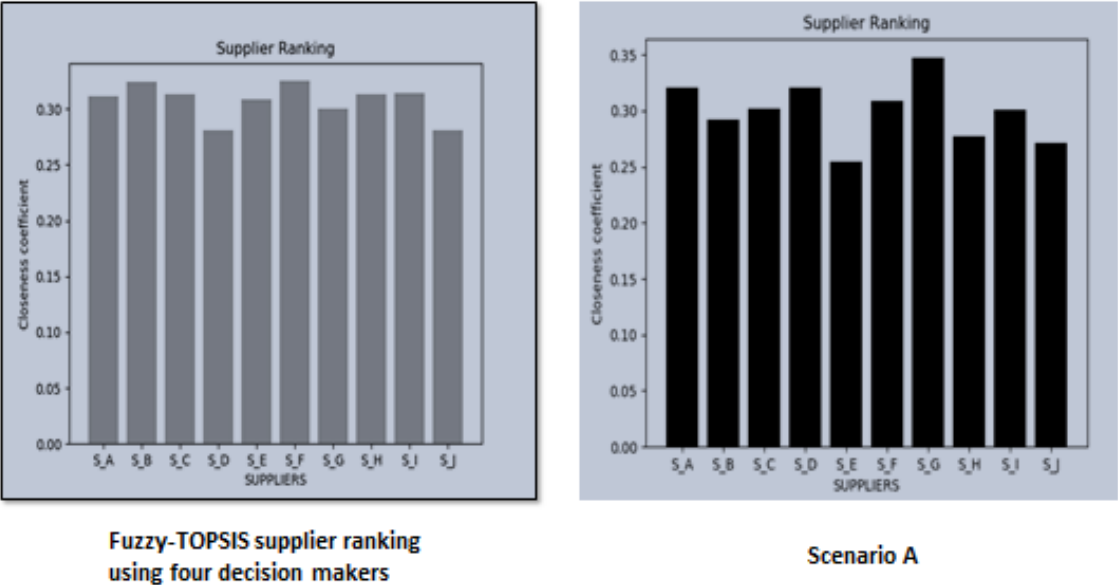 Supplier Ranking
0.30
0.25
0.20
0.15
0.10
0.05
0.00
Closeness coefficient
S_A S_B S_C S_D S_E S_F S_G S_H S_I S_J
SUPPLIERS
Fuzzy-TOPSIS supplier ranking
using four decision makers
Supplier Ranking
0.35
0.30
0.25
0.20
0.15
0.10
0.05
0.00
Closeness coefficient
S_A S_B S_C S_D S_E S_F S_G S_H S_I S_J
SUPPLIERS
Scenario A